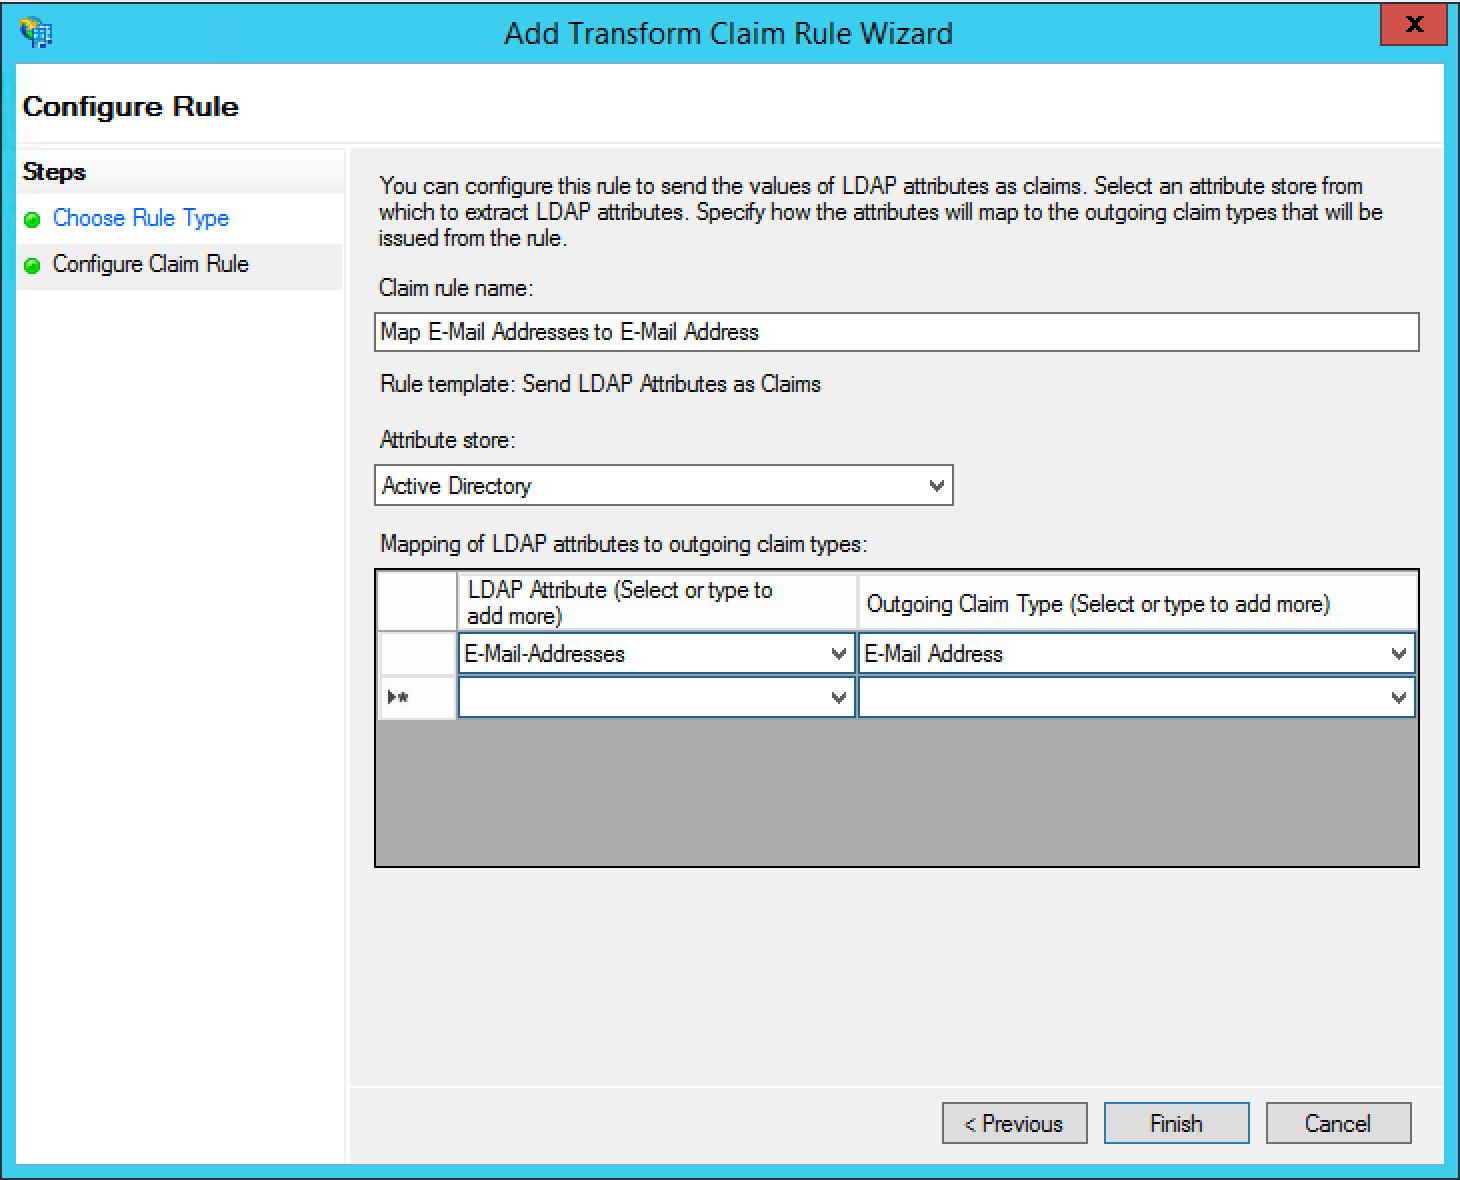 Add Transform Claim Rule Wizard
x
Configure Rule
Steps
Choose Rule Type
Configure Claim Rule
You can configure this rule to send the values of LDAP attributes as claims. Select an attribute store from
which to extract LDAP attributes. Specify how the attributes will map to the outgoing claim types that will be
issued from the rule.
Claim rule name:
Map E-Mail Addresses to E-Mail Address
Rule template: Send LDAP Attributes as Claims
Attribute store:
Active Directory
Mapping of LDAP attributes to outgoing claim types:
LDAP Attribute (Select or type to
add more)
Outgoing Claim Type (Select or type to add more)
E-Mail-Addresses
E-Mail Address
*
< Previous
Finish
Cancel